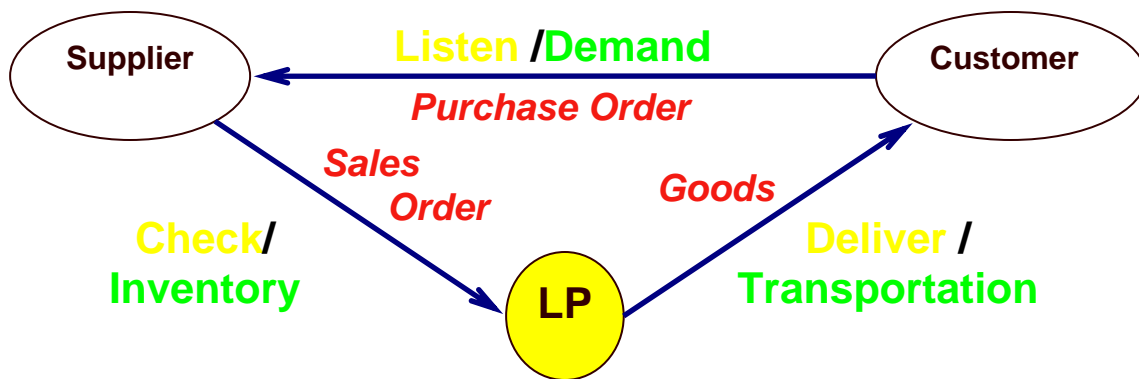 Supplier
Listen /Demand
Customer
Purchase Order
Sales
Order
Goods
Check/
Inventory
Deliver /
Transportation
LP